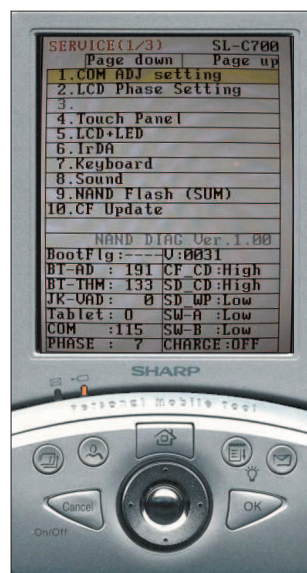 SERVICE(1/3) SL-C700
Page down Page up
1.COM ADJ setting
2.LCD Phase Setting
3.
4.Touch Panel
5.LCD+LED
6.IrDA
7.Keyboard
8.Sound
9.NAND Flash (SUM)
10.CF Update
NAND DIAG Ver.1.00
BootFlg:---- V:0031
BT-AD : 191 CF_CD:High
BT-THM: 133 SD_CD:High
JK-VAD: 0 SD_WP:Low
Tablet: 0 SW-A :Low
COM :115 SW-B :Low
PHASE : 7 CHARGE:OFF
SHARP
Personal Mobile Tool
Cancel OK
On/Off